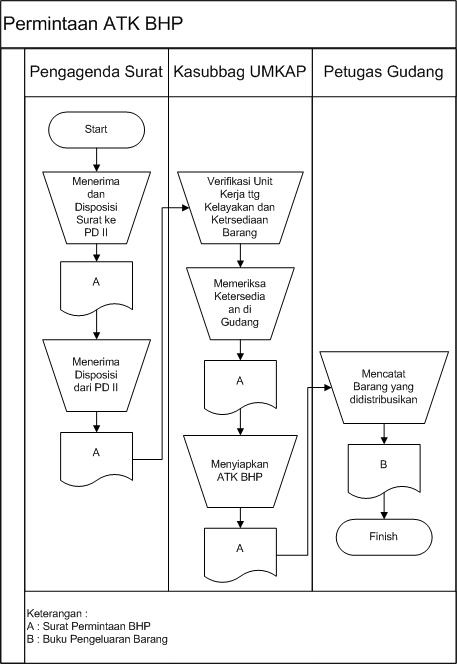 Permintaan ATK BHP
Pengagenda Surat
Kasubbag UMKAP
Petugas Gudang
Start
Menerima
dan
Disposisi
Surat ke
PD II
A
Menerima
Disposisi
dari PD II
A
Verifikasi Unit
Kerja ttg
Kelayakan dan
Ketrsediaan
Barang
Memeriksa
Ketersedia
an di
Gudang
A
Menyiapkan
ATK BHP
A
Mencatat
Barang yang
didistribusikan
B
Finish
Keterangan :
A : Surat Permintaan BHP
B : Buku Pengeluaran Barang